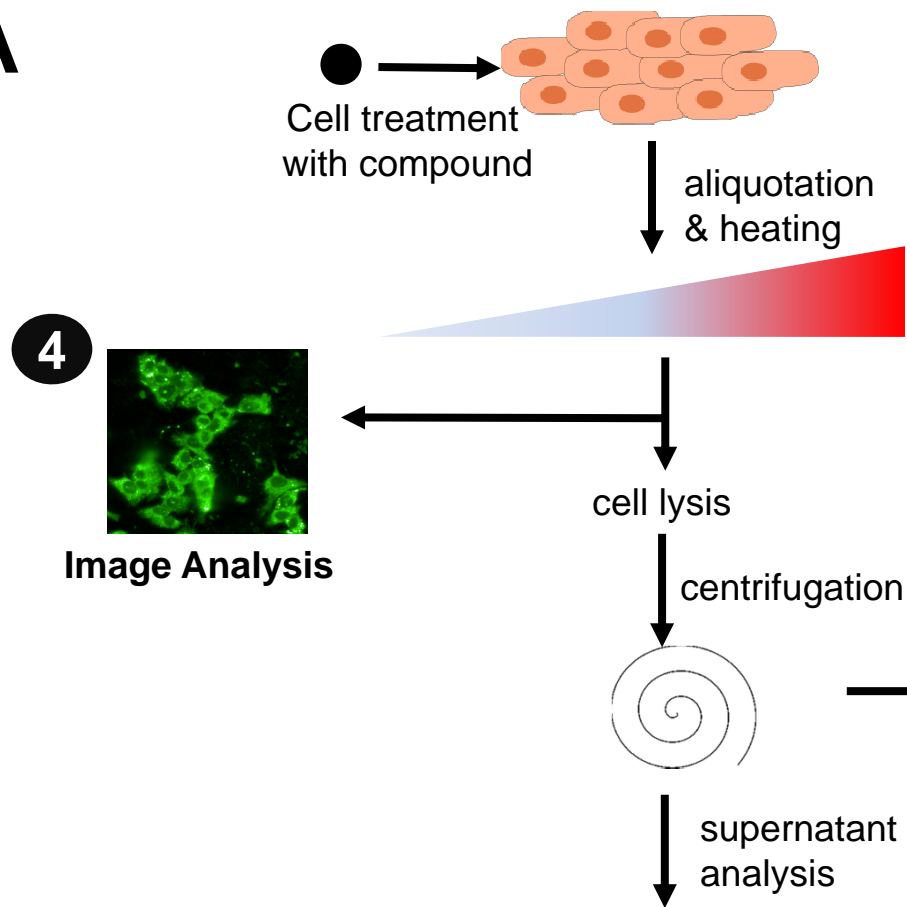 A
Cell treatment
with compound
aliquotation
& heating
4
Image Analysis
cell lysis
centrifugation
supernatant
analysis